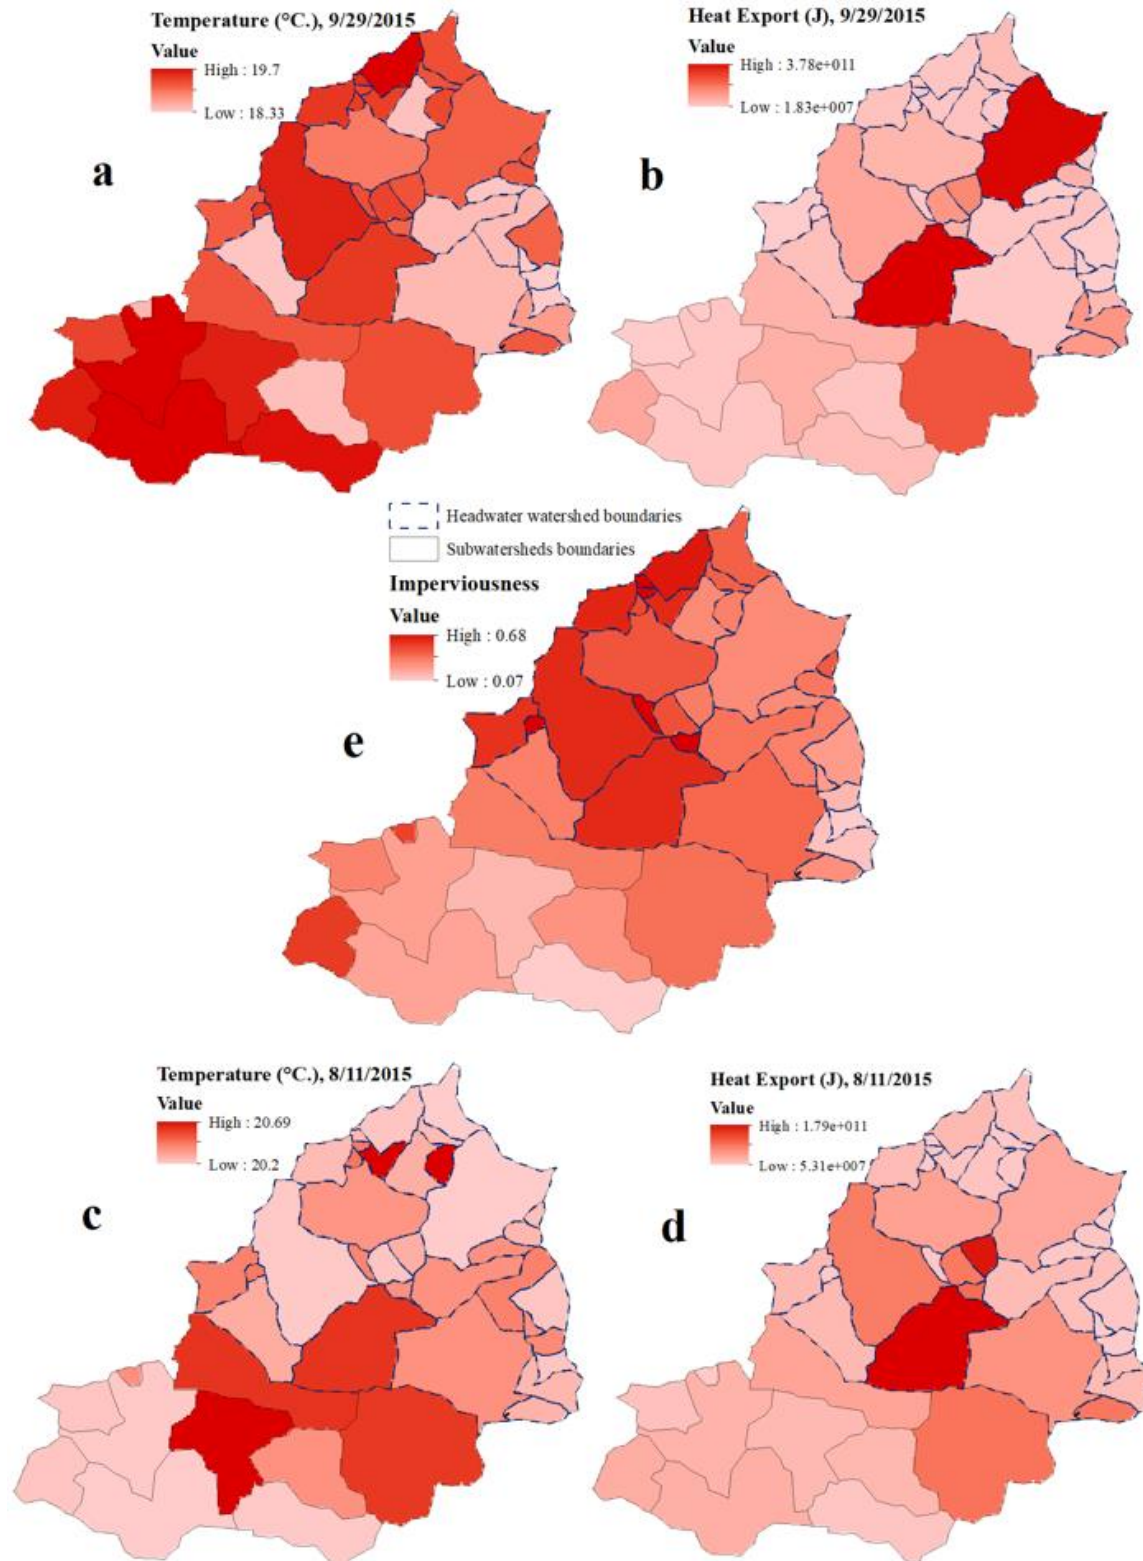 Temperature (°C.), 9/29/2015
Value
High : 19.7
Low : 18.33
a
Heat Export (J), 9/29/2015
Value
High : 3.78e+011
Low : 1.83e+007
b
Headwater watershed boundaries
Subwatersheds boundaries
Imperviousness
Value
High : 0.68
Low : 0.07
e
Temperature (°C.), 8/11/2015
Value
High : 20.69
Low : 20.2
c
Heat Export (J), 8/11/2015
Value
High : 1.79e+011
Low : 5.31e+007
d